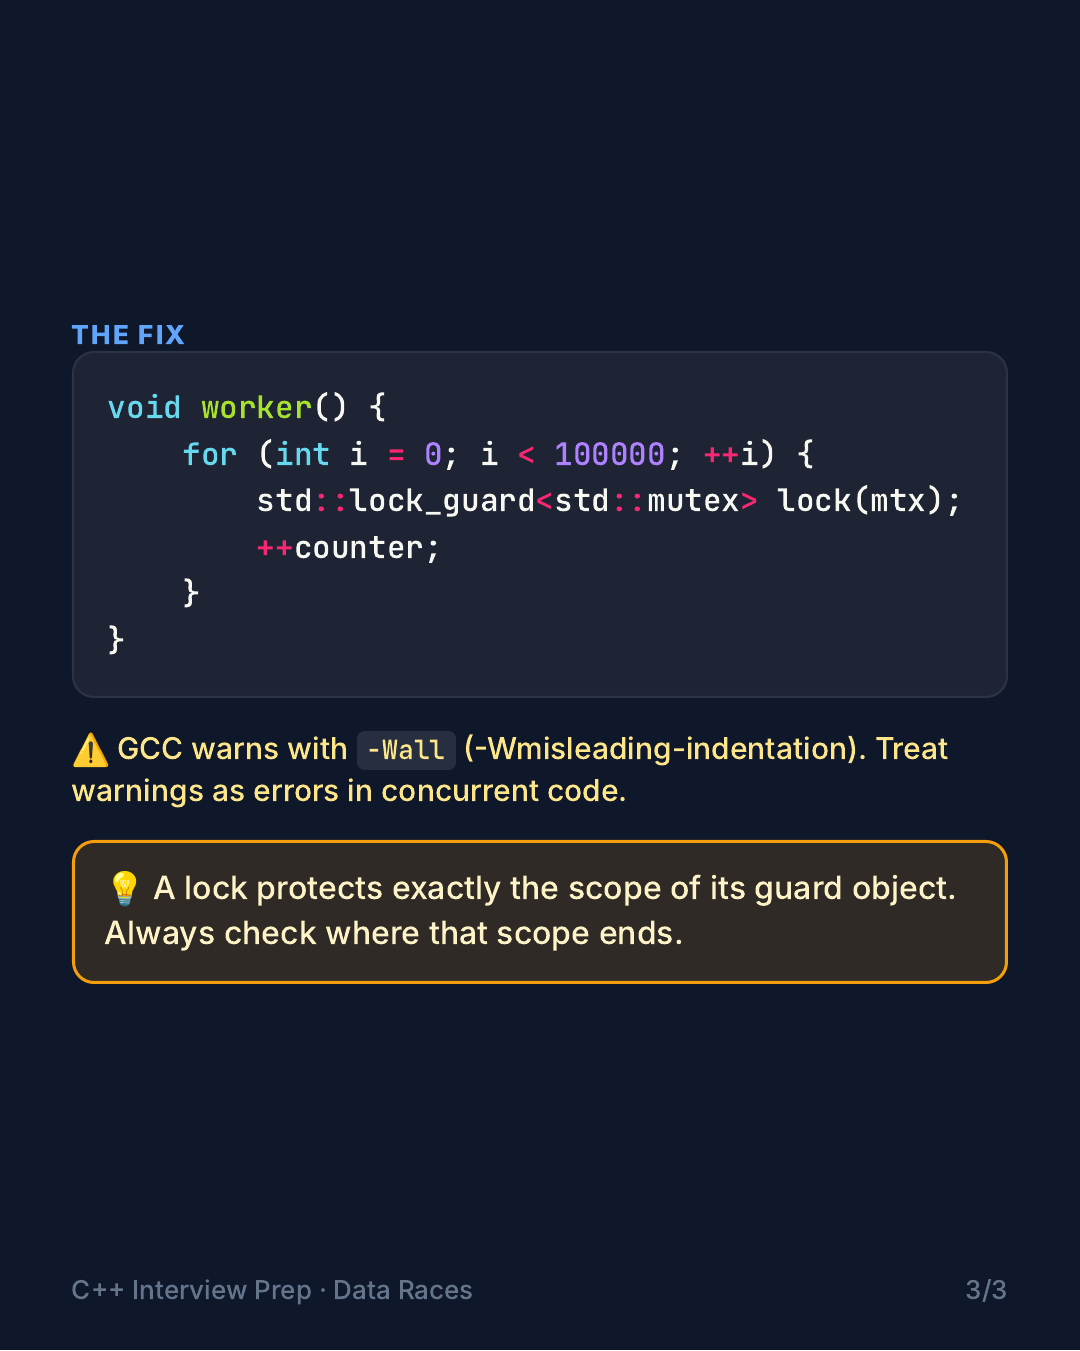 THE FIX
void worker() {
    for (int i = 0; i < 100000; ++i) {
        std::lock_guard<std::mutex> lock(mtx);
        ++counter;
    }
}
⚠️ GCC warns with -Wall (-Wmisleading-indentation). Treat
warnings as errors in concurrent code.
💡 A lock protects exactly the scope of its guard object.
Always check where that scope ends.
C++ Interview Prep · Data Races
3/3